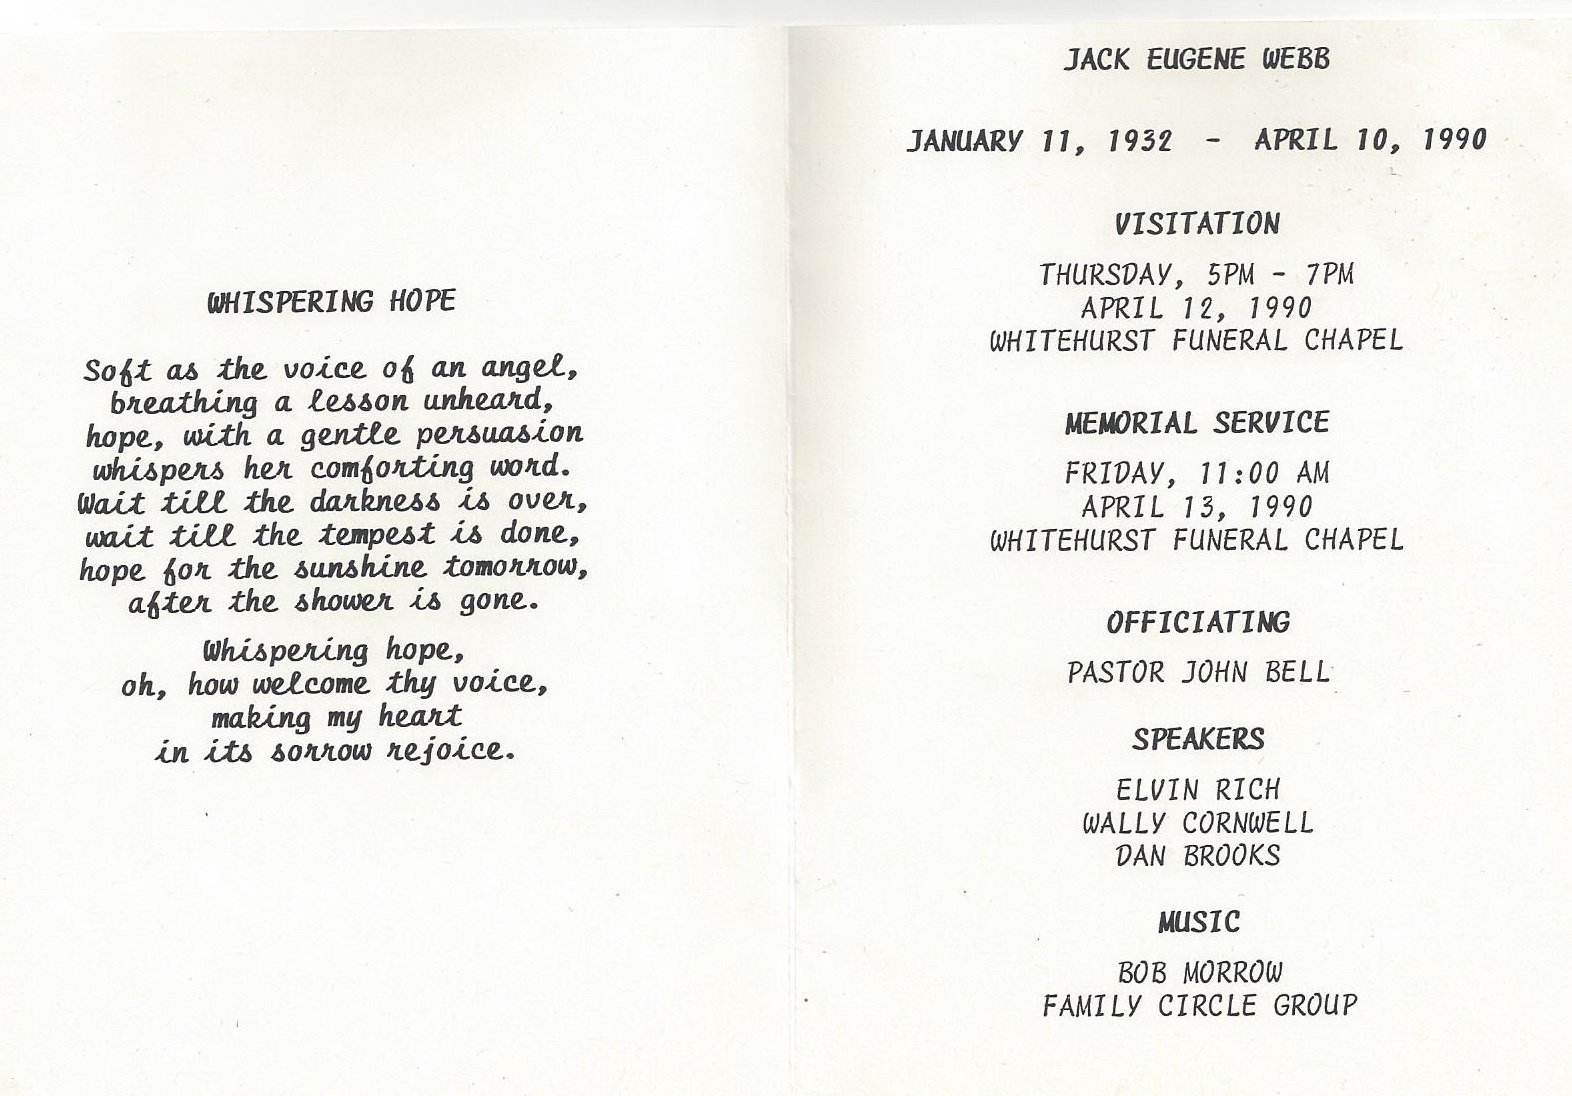 WHISPERING HOPE
Soft as the voice of an angel,
breathing a lesson unheard,
hope, with a gentle persuasion
whispers her comforting word.
Wait till the darkness is over,
wait till the tempest is done,
hope for the sunshine tomorrow,
after the shower is gone.
Whispering hope,
oh, how welcome thy voice,
making my heart
in its sorrow rejoice.
JACK EUGENE WEBB
JANUARY 11, 1932 - APRIL 10, 1990
VISITATION
THURSDAY, 5PM - 7PM
APRIL 12, 1990
WHITEHURST FUNERAL CHAPEL
MEMORIAL SERVICE
FRIDAY, 11:00 AM
APRIL 13, 1990
WHITEHURST FUNERAL CHAPEL
OFFICIATING
PASTOR JOHN BELL
SPEAKERS
ELVIN RICH
WALLY CORNWELL
DAN BROOKS
MUSIC
BOB MORROW
FAMILY CIRCLE GROUP